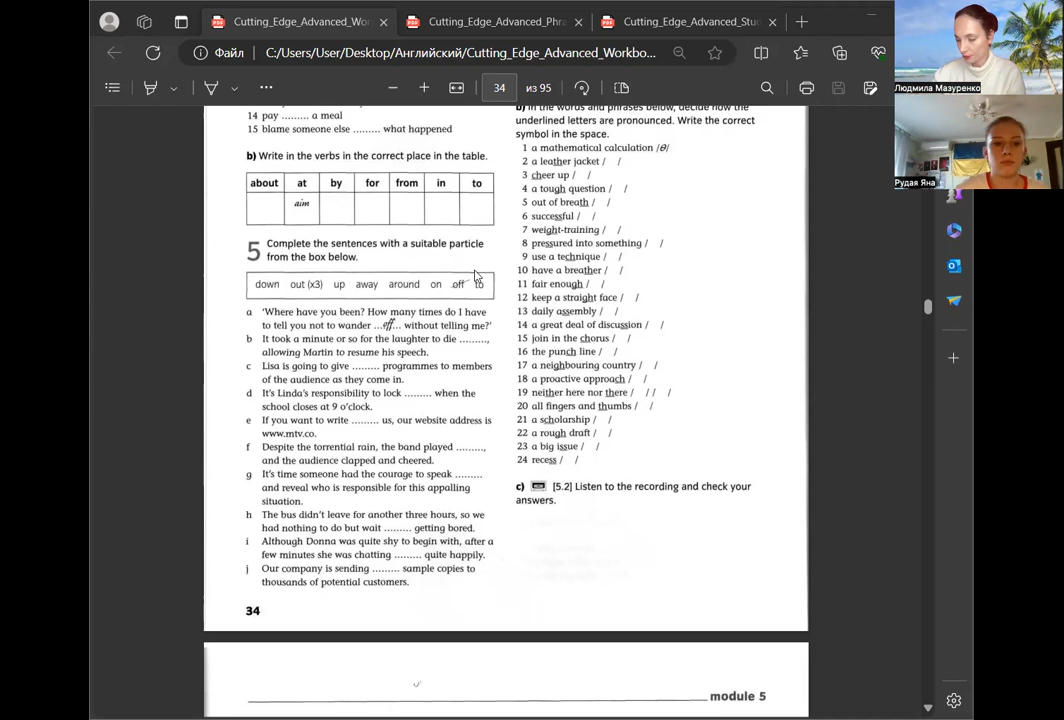 Cutting_Edge_Advanced_Wor
Cutting_Edge_Advanced_Phra
Cutting_Edge_Advanced_Stud
Файл
C:/Users/User/Desktop/Английский/Cutting_Edge_Advanced_Workbo...
34
из 95
Людмила Мазуренко
Рудая Яна
14 pay ......... a meal
15 blame someone else ......... what happened
b) Write in the verbs in the correct place in the table.
about at by for from in to
aim
5 Complete the sentences with a suitable particle
from the box below.
down out (x3) up away around on off to
a 'Where have you been? How many times do I have
to tell you not to wander ...off... without telling me?'
b It took a minute or so for the laughter to die .........,
allowing Martin to resume his speech.
c Lisa is going to give ......... programmes to members
of the audience as they come in.
d It's Linda's responsibility to lock ......... when the
school closes at 9 o'clock.
e If you want to write ......... us, our website address is
www.mtv.co.
f Despite the torrential rain, the band played .........,
and the audience clapped and cheered.
g It's time someone had the courage to speak .........
and reveal who is responsible for this appalling
situation.
h The bus didn't leave for another three hours, so we
had nothing to do but wait ......... getting bored.
i Although Donna was quite shy to begin with, after a
few minutes she was chatting ......... quite happily.
j Our company is sending ......... sample copies to
thousands of potential customers.
34
b) In the words and phrases below, decide how the
underlined letters are pronounced. Write the correct
symbol in the space.
1 a mathematical calculation /θ/
2 a leather jacket / /
3 cheer up / /
4 a tough question / /
5 out of breath / /
6 successful / /
7 weight-training / /
8 pressured into something / /
9 use a technique / /
10 have a breather / /
11 fair enough / /
12 keep a straight face / /
13 daily assembly / /
14 a great deal of discussion / /
15 join in the chorus / /
16 the punch line / /
17 a neighbouring country / /
18 a proactive approach / /
19 neither here nor there / / / /
20 all fingers and thumbs / /
21 a scholarship / /
22 a rough draft / /
23 a big issue / /
24 recess / /
c) [5.2] Listen to the recording and check your
answers.
module 5